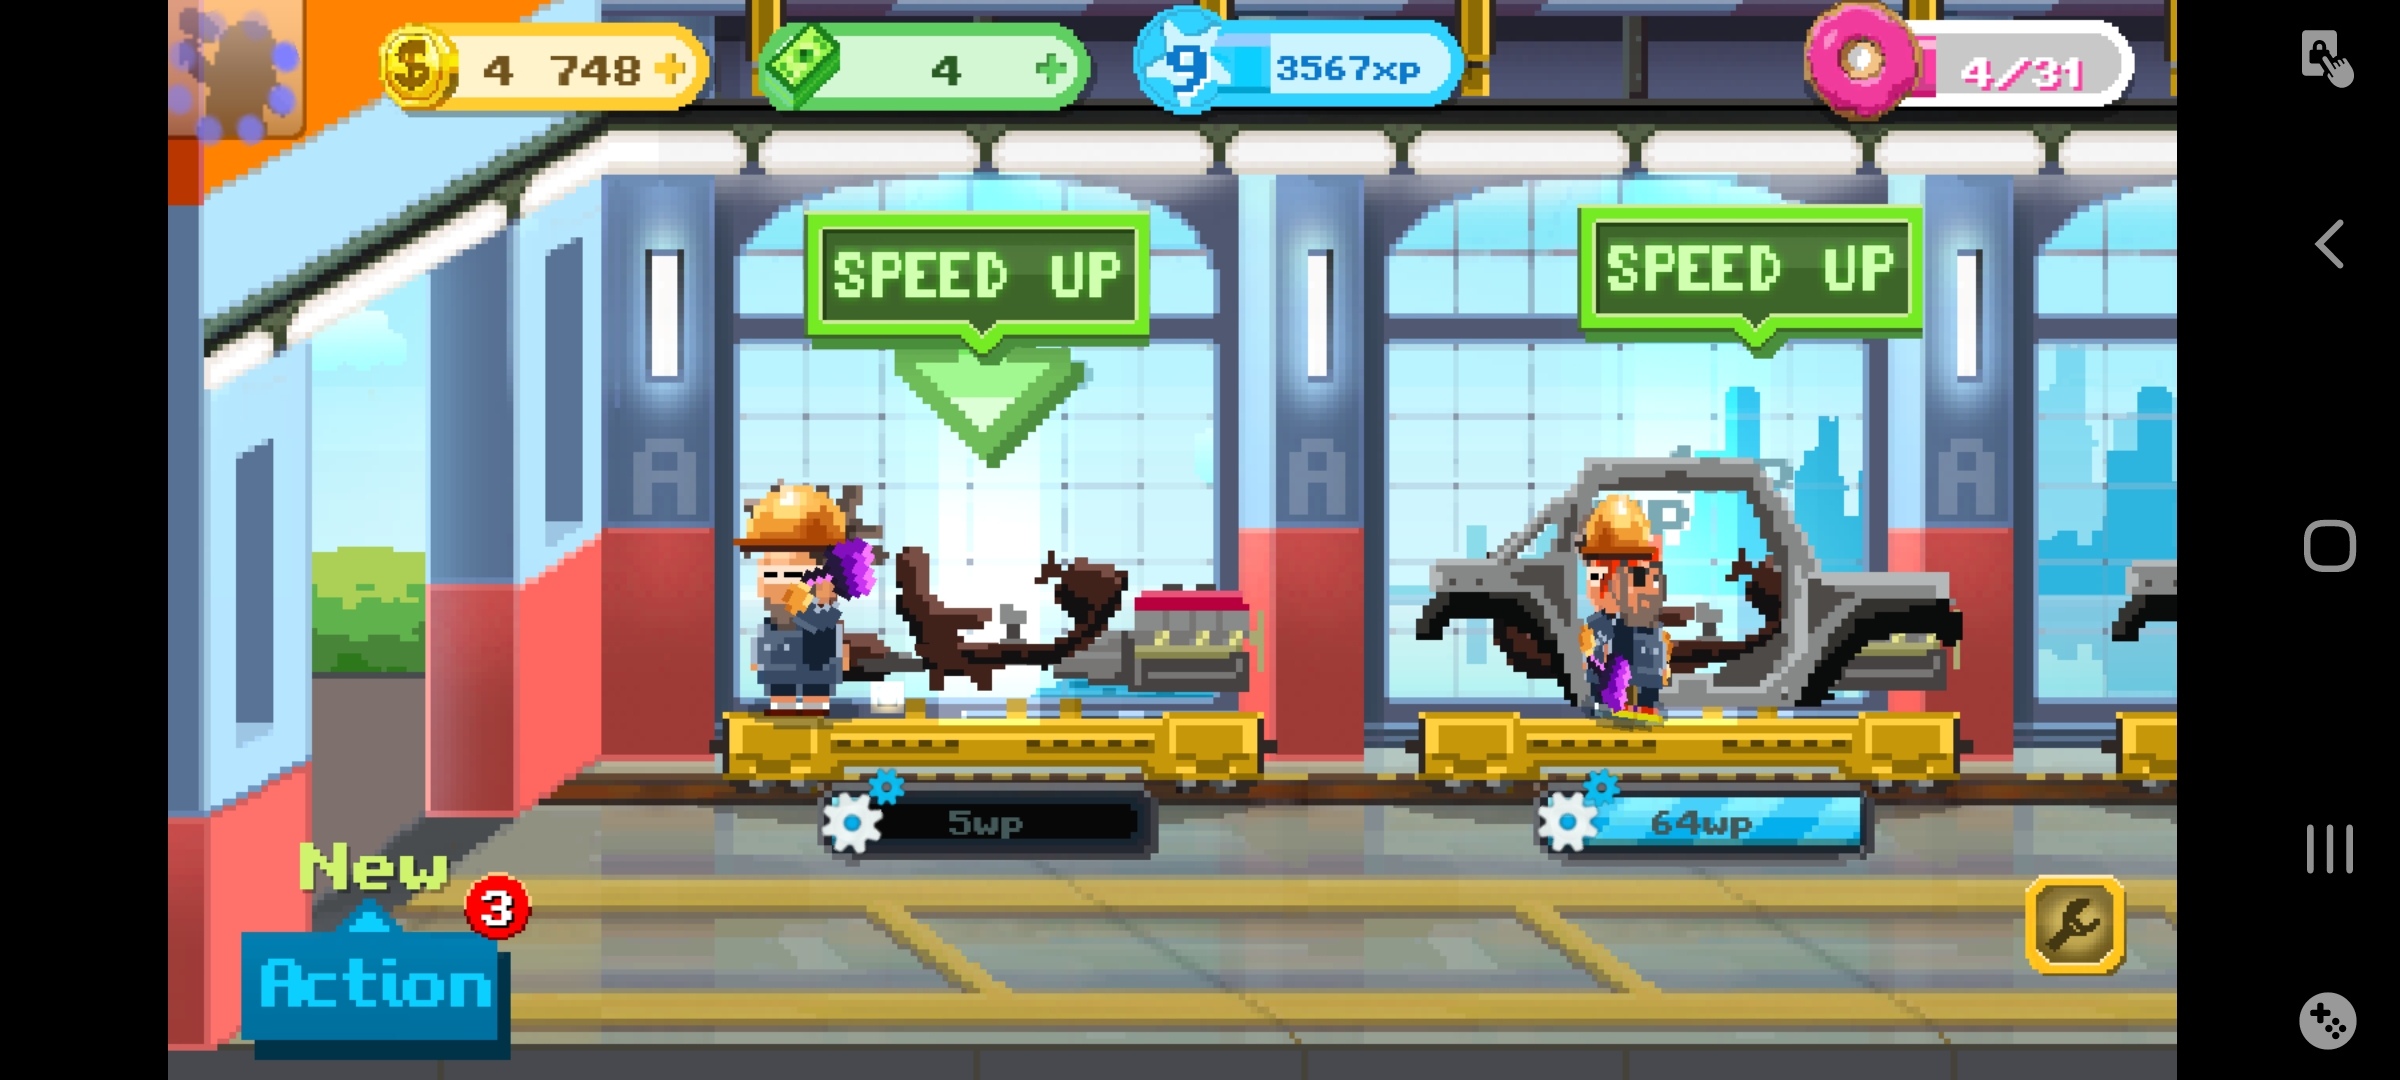 4 748 +
4 +
9 3567xp
4/31
SPEED UP
SPEED UP
A
A
A
5wp
64wp
New
3
Action